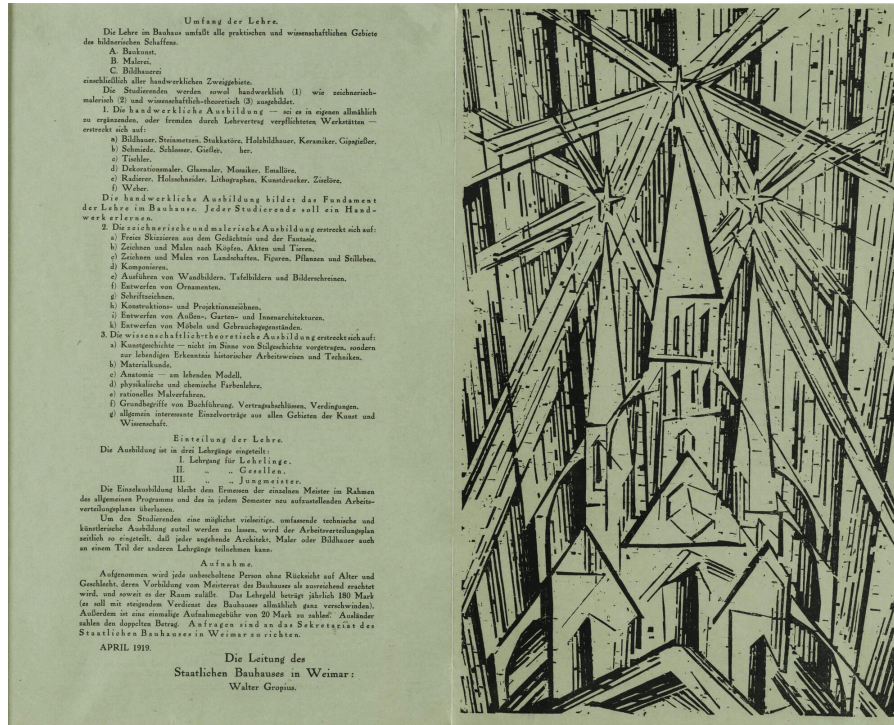 Umfang der Lehre.
Die Lehre im Bauhaus umfaßt alle praktischen und wissenschaftlichen Gebiete
des bildnerischen Schaffens.
A. Baukunst,
B. Malerei,
C. Bildhauerei
einschließlich aller handwerklichen Zweiggebiete.
Die Studierenden werden sowol handwerklich (1) wie zeichnerisch-
malerisch (2) und wissenschaftlich-theoretisch (3) ausgebildet.
1. Die handwerkliche Ausbildung — sei es in eigenen allmählich
zu ergänzenden, oder fremden durch Lehrvertrag verpflichteten Werkstätten —
erstreckt sich auf:
a) Bildhauer, Steinmetzen, Stukkatöre, Holzbildhauer, Keramiker, Gipsgießer,
b) Schmiede, Schlosser, Gießer, her,
c) Tischler,
d) Dekorationsmaler, Glasmaler, Mosaiker, Emallöre,
e) Radierer, Holzschneider, Lithographen, Kunstdrucker, Ziselöre,
f) Weber.
Die handwerkliche Ausbildung bildet das Fundament
der Lehre im Bauhause. Jeder Studierende soll ein Hand-
werk erlernen.
2. Die zeichnerische und malerische Ausbildung erstreckt sich auf:
a) Freies Skizzieren aus dem Gedächtnis und der Fantasie,
b) Zeichnen und Malen nach Köpfen, Akten und Tieren,
c) Zeichnen und Malen von Landschaften, Figuren, Pflanzen und Stilleben,
d) Komponieren,
e) Ausführen von Wandbildern, Tafelbildern und Bilderschreinen,
f) Entwerfen von Ornamenten,
g) Schriftzeichnen,
h) Konstruktions- und Projektionszeichnen,
i) Entwerfen von Außen-, Garten- und Innenarchitekturen,
k) Entwerfen von Möbeln und Gebrauchsgegenständen.
3. Die wissenschaftlich-theoretische Ausbildung erstreckt sich auf:
a) Kunstgeschichte — nicht im Sinne von Stilgeschichte vorgetragen, sondern
zur lebendigen Erkenntnis historischer Arbeitsweisen und Techniken,
b) Materialkunde,
c) Anatomie — am lebenden Modell,
d) physikalische und chemische Farbenlehre,
e) rationelles Malverfahren,
f) Grundbegriffe von Buchführung, Vertragsabschlüssen, Verdingungen,
g) allgemein interessante Einzelvorträge aus allen Gebieten der Kunst und
Wissenschaft.
Einteilung der Lehre.
Die Ausbildung ist in drei Lehrgänge eingeteilt:
I. Lehrgang für Lehrlinge,
II. „ „ Gesellen,
III. „ „ Jungmeister.
Die Einzelausbildung bleibt dem Ermessen der einzelnen Meister im Rahmen
des allgemeinen Programms und des in jedem Semester neu aufzustellenden Arbeits-
verteilungsplanes überlassen.
Um den Studierenden eine möglichst vielseitige, umfassende technische und
künstlerische Ausbildung zuteil werden zu lassen, wird der Arbeitsverteilungsplan
zeitlich so eingeteilt, daß jeder angehende Architekt, Maler oder Bildhauer auch
an einem Teil der anderen Lehrgänge teilnehmen kann.
Aufnahme.
Aufgenommen wird jede unbescholtene Person ohne Rücksicht auf Alter und
Geschlecht, deren Vorbildung vom Meisterrat des Bauhauses als ausreichend erachtet
wird, und soweit es der Raum zuläßt. Das Lehrgeld beträgt jährlich 180 Mark
(es soll mit steigendem Verdienst des Bauhauses allmählich ganz verschwinden).
Außerdem ist eine einmalige Aufnahmegebühr von 20 Mark zu zahlen. Ausländer
zahlen den doppelten Betrag. Anfragen sind an das Sekretariat des
Staatlichen Bauhauses in Weimar zu richten.
APRIL 1919.
Die Leitung des
Staatlichen Bauhauses in Weimar:
Walter Gropius.